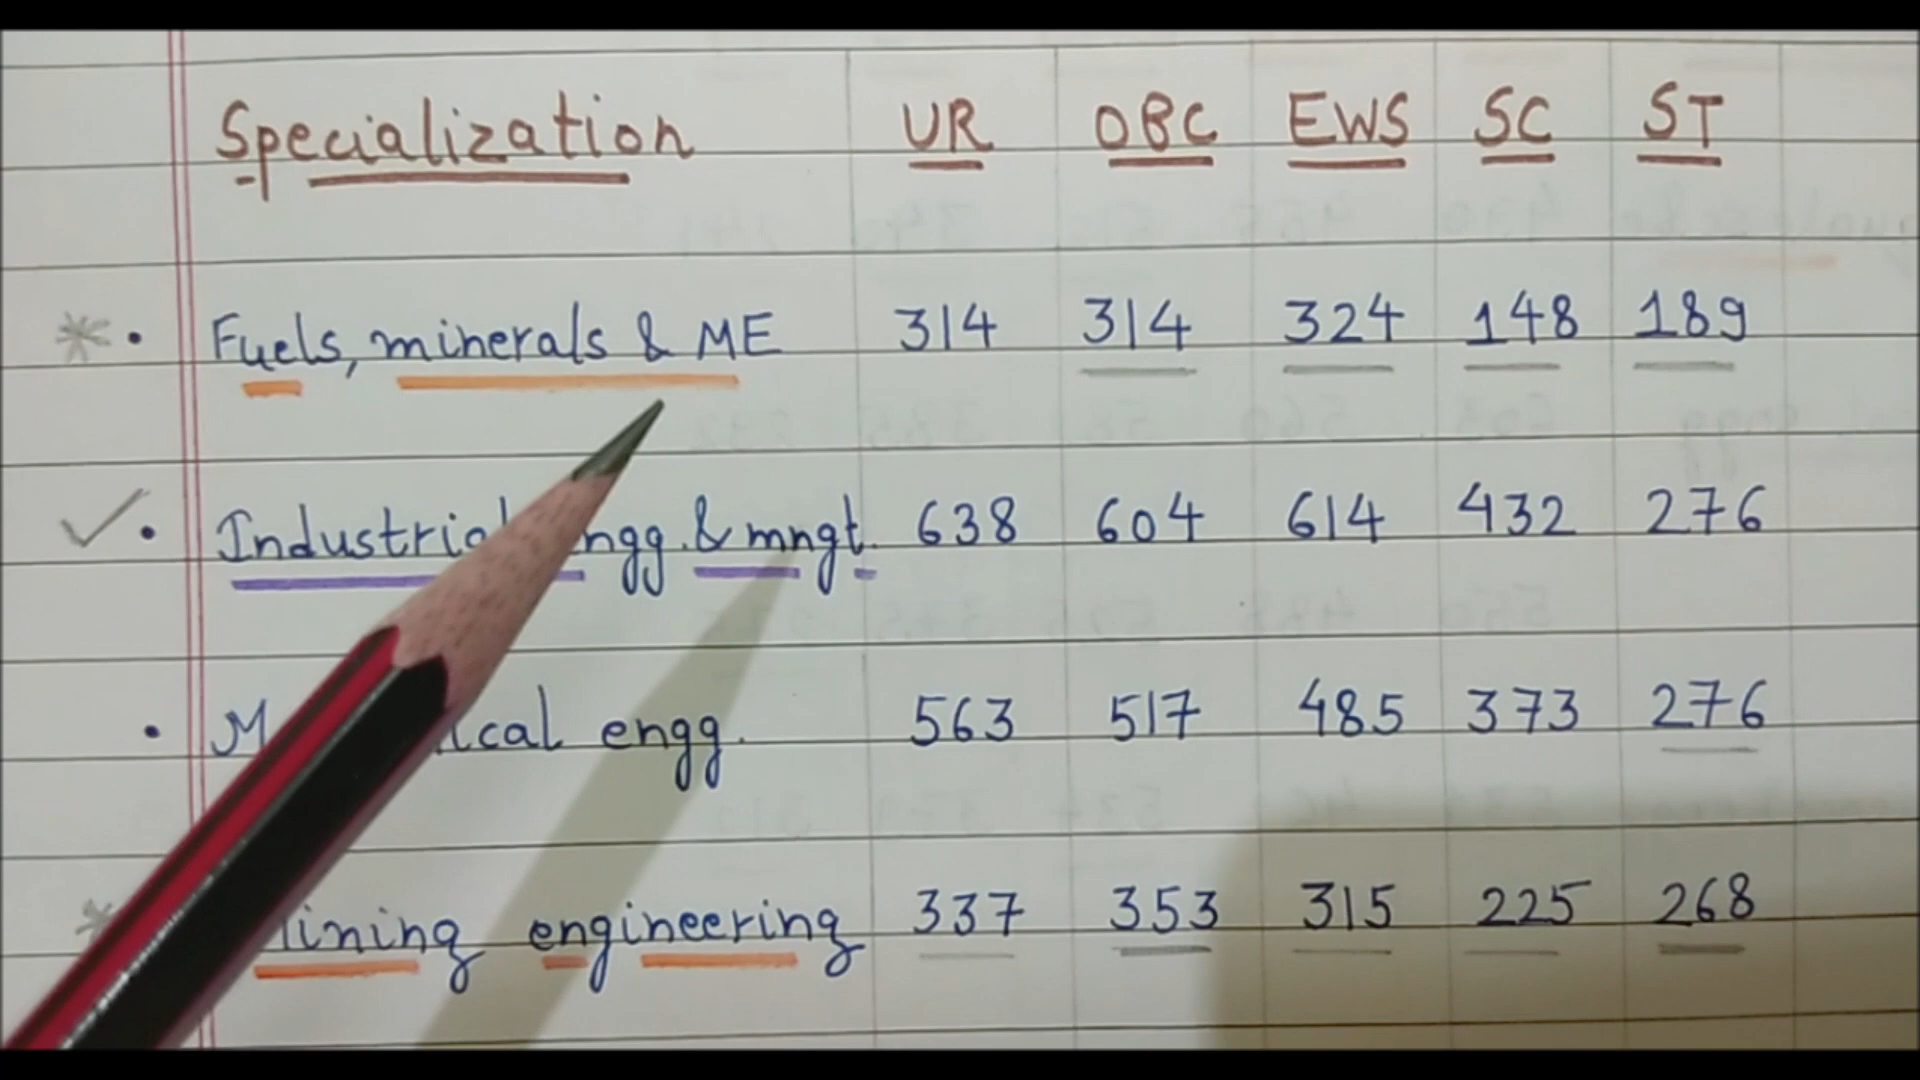 Specialization UR OBC EWS SC ST
Fuels, minerals & ME 314 314 324 148 189
Industrial engg. & mngt. 638 604 614 432 276
engg. 563 517 485 373 276
Mining engineering 337 353 315 225 268